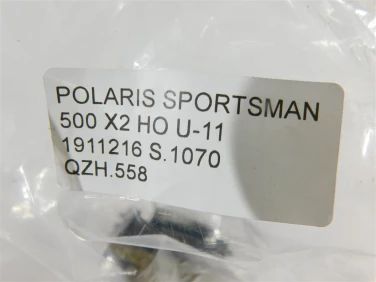 POLARIS SPORTSMAN
500 X2 HO U-11
1911216 S.1070
QZH.558